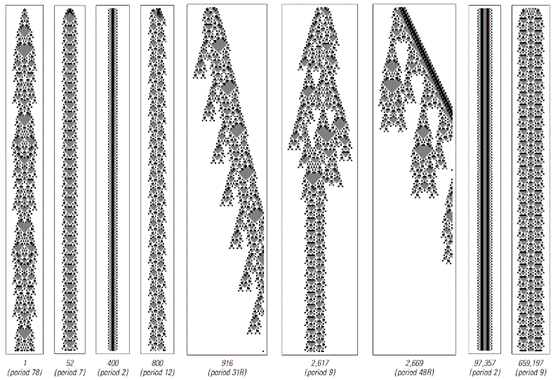 1
(period 78)
52
(period 7)
400
(period 2)
800
(period 12)
916
(period 31R)
2,617
(period 9)
2,669
(period 48R)
97,357
(period 2)
659,197
(period 9)